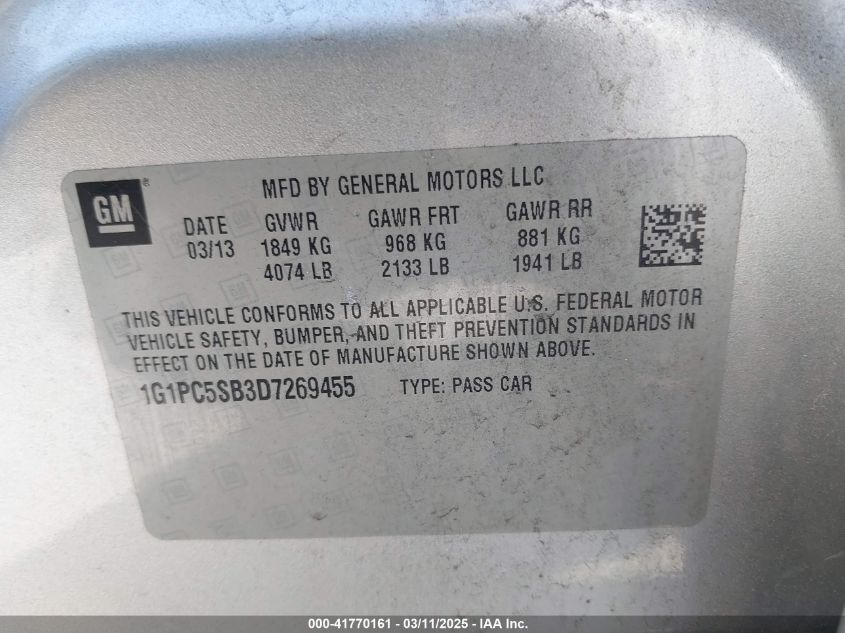 GM
MFD BY GENERAL MOTORS LLC
DATE GVWR GAWR FRT GAWR RR
03/13 1849 KG 968 KG 881 KG
4074 LB 2133 LB 1941 LB
THIS VEHICLE CONFORMS TO ALL APPLICABLE U.S. FEDERAL MOTOR
VEHICLE SAFETY, BUMPER, AND THEFT PREVENTION STANDARDS IN
EFFECT ON THE DATE OF MANUFACTURE SHOWN ABOVE.
1G1PC5SB3D7269455 TYPE: PASS CAR
000-41770161 - 03/11/2025 - IAA Inc.